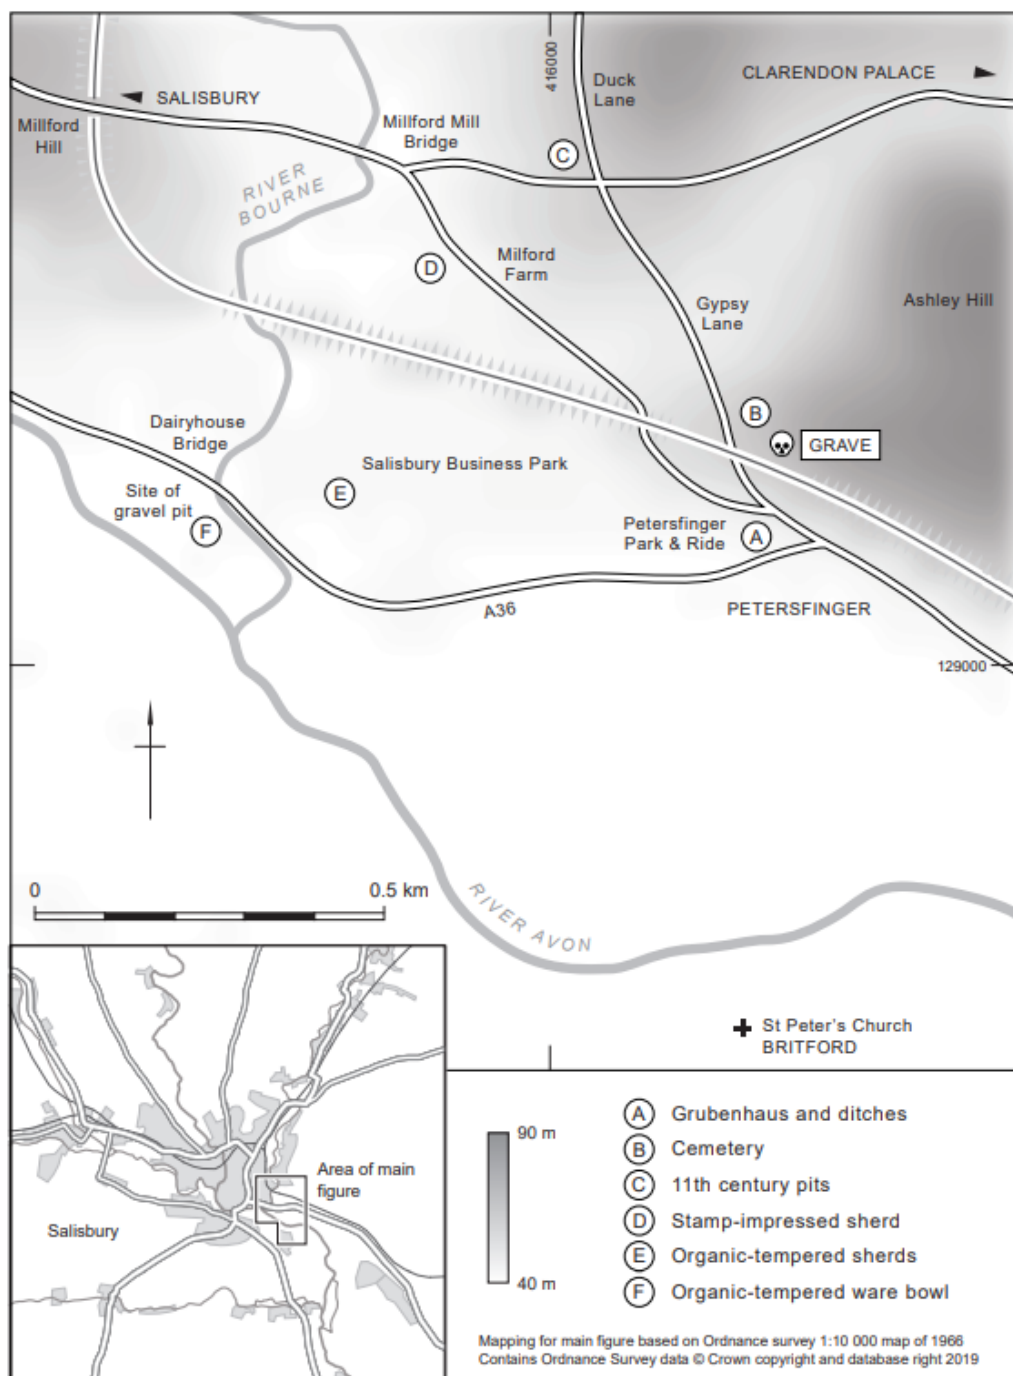 416000
Duck
Lane
CLARENDON PALACE
SALISBURY
Millford
Hill
Millford Mill
Bridge
C
RIVER
BOURNE
D
Milford
Farm
Gypsy
Lane
Ashley Hill
B
GRAVE
Dairyhouse
Bridge
Salisbury Business Park
Site of
gravel pit
E
F
Petersfinger
Park & Ride
A
A36
PETERSFINGER
129000
0
0.5 km
RIVER AVON
St Peter's Church
BRITFORD
Area of main
figure
Salisbury
90 m
40 m
A Grubenhaus and ditches
B Cemetery
C 11th century pits
D Stamp-impressed sherd
E Organic-tempered sherds
F Organic-tempered ware bowl
Mapping for main figure based on Ordnance survey 1:10 000 map of 1966
Contains Ordnance Survey data © Crown copyright and database right 2019